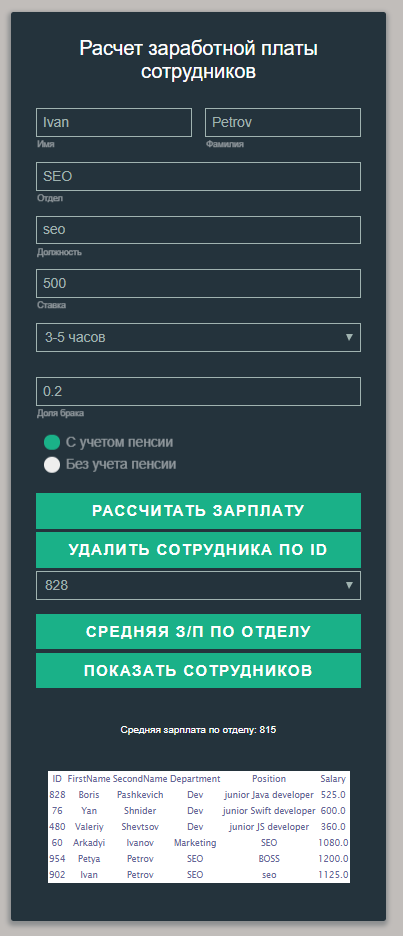 Расчет заработной платы
сотрудников
Ivan Petrov
Имя Фамилия
SEO
Отдел
seo
Должность
500
Ставка
3-5 часов
0.2
Доля брака
С учетом пенсии
Без учета пенсии
РАССЧИТАТЬ ЗАРПЛАТУ
УДАЛИТЬ СОТРУДНИКА ПО ID
828
СРЕДНЯЯ З/П ПО ОТДЕЛУ
ПОКАЗАТЬ СОТРУДНИКОВ
Средняя зарплата по отделу: 815
ID FirstName SecondName Department Position Salary
828 Boris Pashkevich Dev junior Java developer 525.0
76 Yan Shnider Dev junior Swift developer 600.0
480 Valeriy Shevtsov Dev junior JS developer 360.0
60 Arkadyi Ivanov Marketing SEO 1080.0
954 Petya Petrov SEO BOSS 1200.0
902 Ivan Petrov SEO seo 1125.0